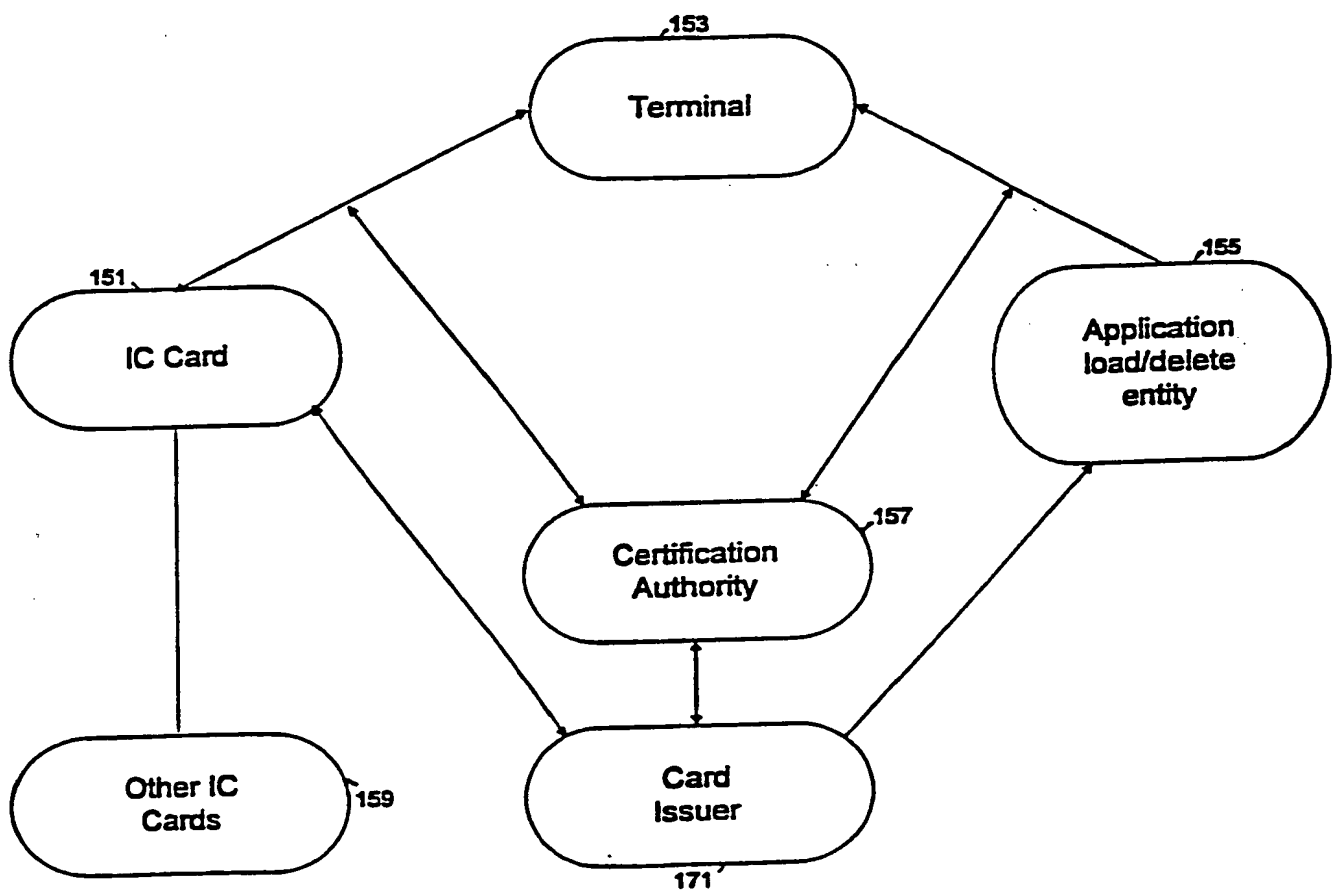 153
Terminal
151
IC Card
155
Application
load/delete
entity
157
Certification
Authority
Other IC
Cards
159
Card
Issuer
171